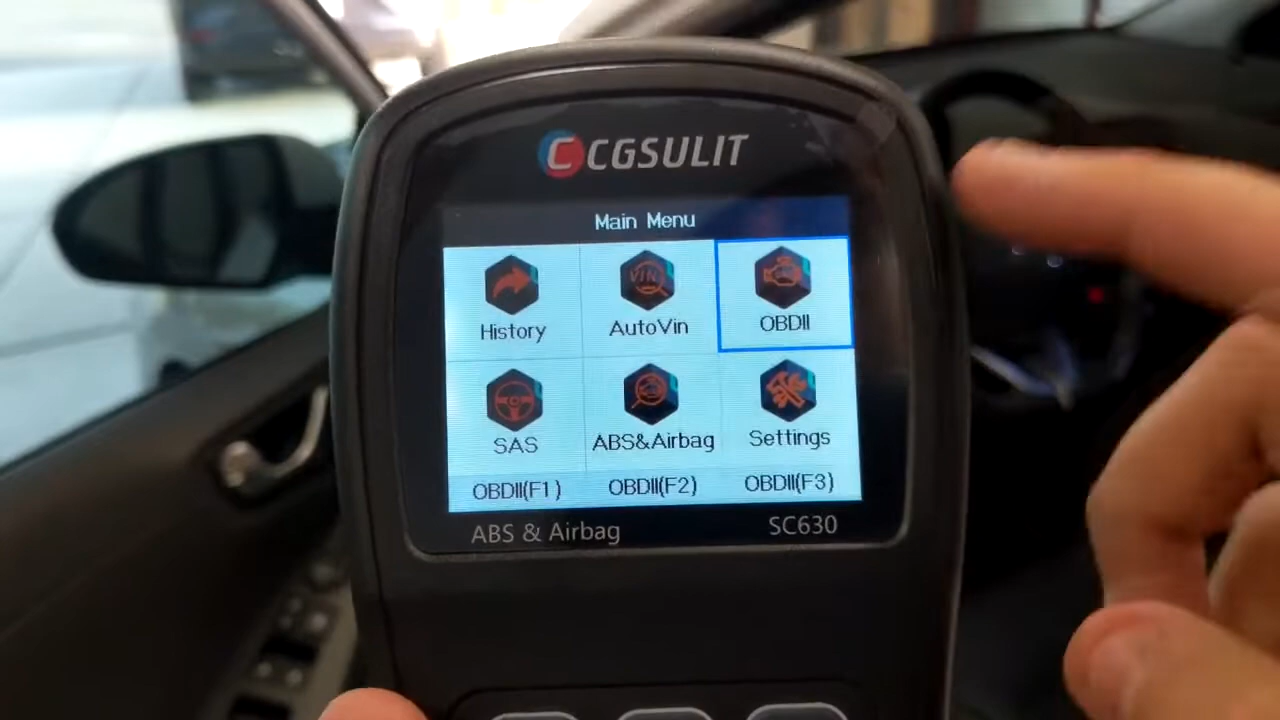 CGSULIT
Main Menu
History AutoVin OBDII
SAS ABS&Airbag Settings
OBDII(F1) OBDII(F2) OBDII(F3)
ABS & Airbag SC630